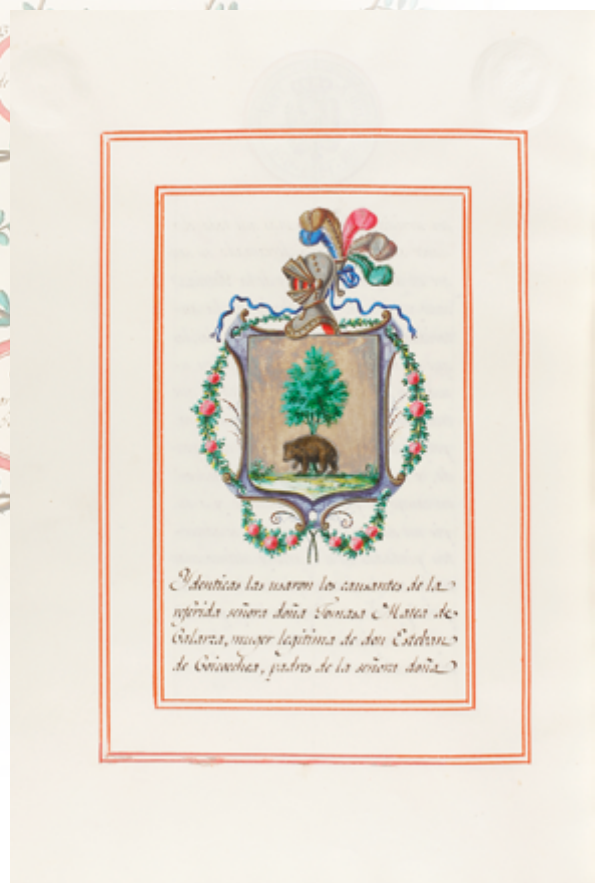 Ydenticas las usaron los causantes de la
referida señora doña Tomasa Matea de
Galarza, muger legitima de don Esteban
de Goicoechea, padres de la señora doña